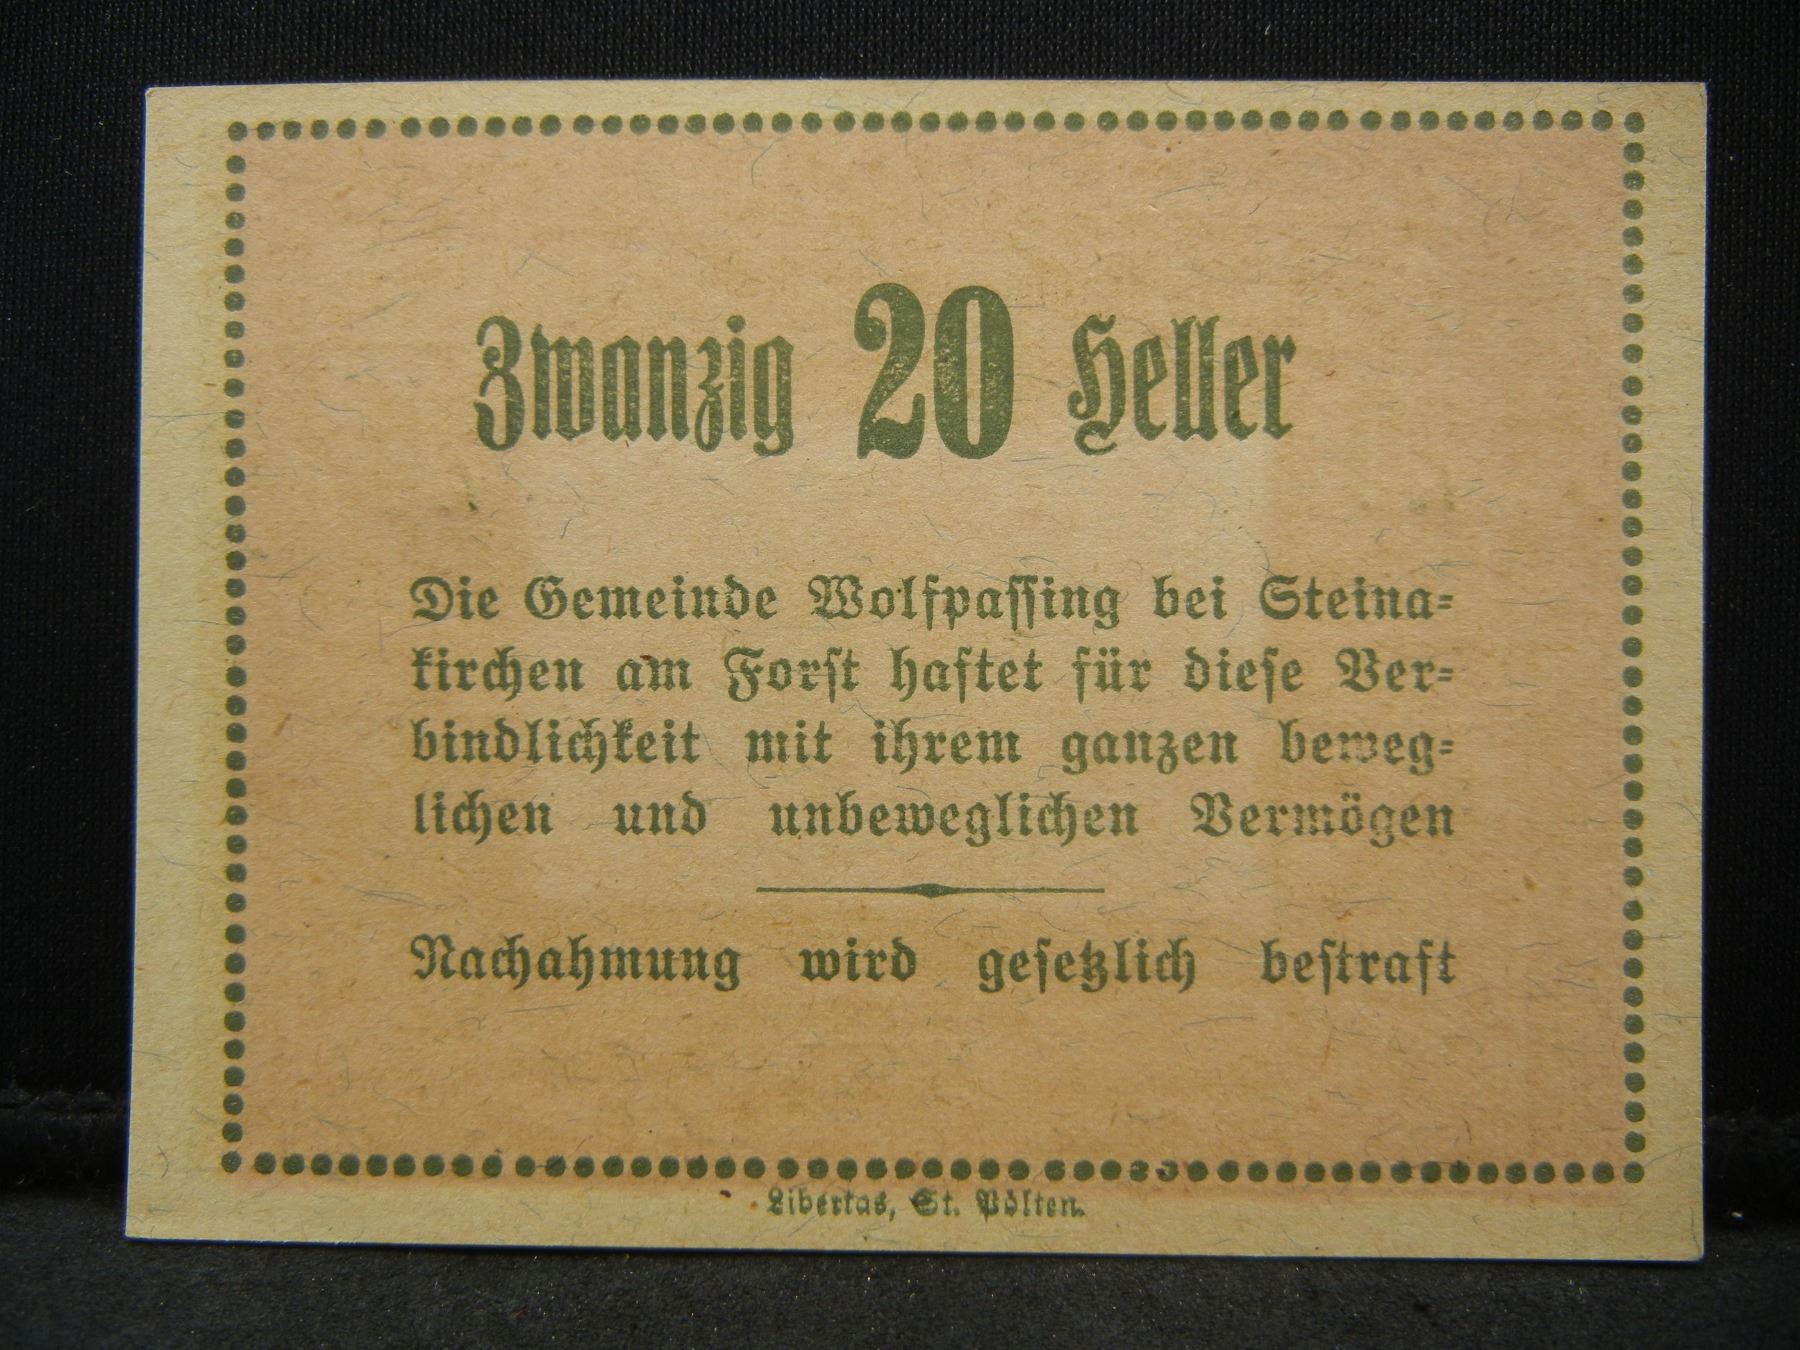 Zwanzig 20 Heller
Die Gemeinde Wolfpassing bei Steina-
kirchen am Forst haftet für diese Ver-
bindlichkeit mit ihrem ganzen beweg-
lichen und unbeweglichen Vermögen
Nachahmung wird gesetzlich bestraft
Libertas, St. Pölten.